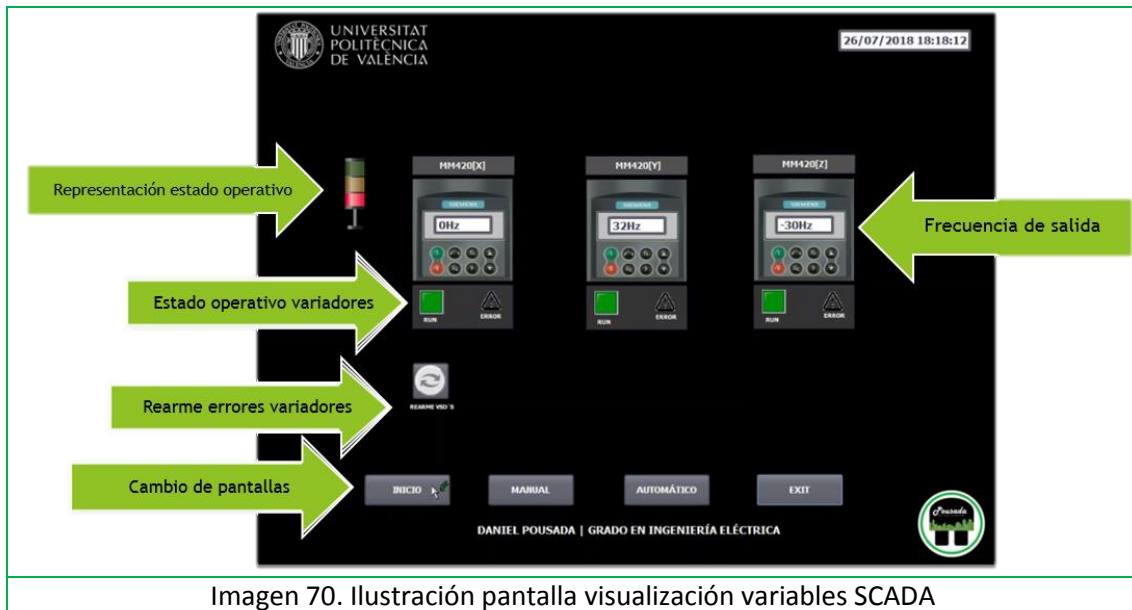 UNIVERSITAT
POLITÈCNICA
DE VALÈNCIA
26/07/2018 18:18:12
Representación estado operativo
MM420[X]
MM420[Y]
MM420[Z]
SIEMENS
SIEMENS
SIEMENS
0Hz
32Hz
-30Hz
Frecuencia de salida
Estado operativo variadores
RUN
ERROR
RUN
ERROR
RUN
ERROR
Rearme errores variadores
REARME VSD´S
Cambio de pantallas
INICIO
MANUAL
AUTOMÁTICO
EXIT
DANIEL POUSADA | GRADO EN INGENIERÍA ELÉCTRICA
Pousada
Imagen 70. Ilustración pantalla visualización variables SCADA